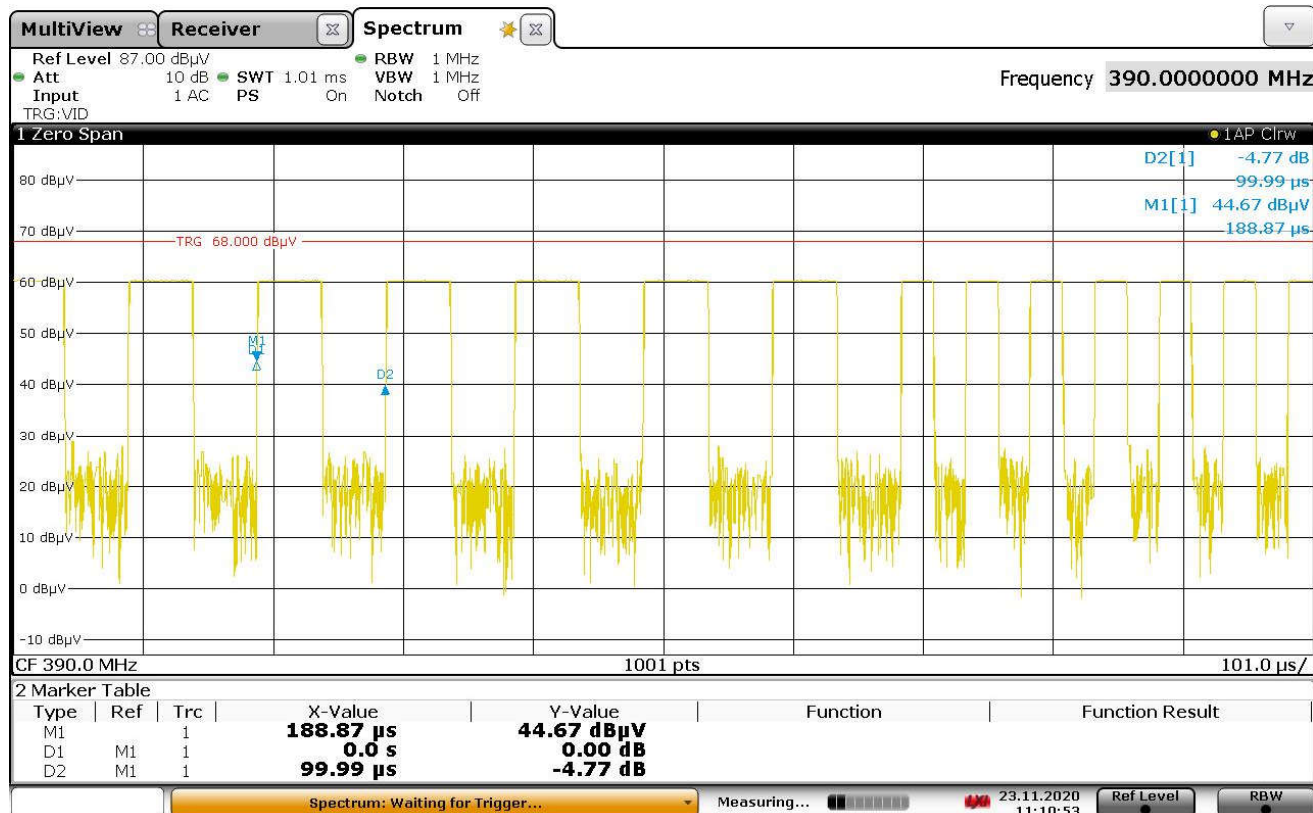 MultiView Receiver Spectrum
Ref Level 87.00 dBµV RBW 1 MHz
Att 10 dB SWT 1.01 ms VBW 1 MHz
Input 1 AC PS On Notch Off
TRG:VID
Frequency 390.0000000 MHz
1 Zero Span 1AP Clrw
D2[1] -4.77 dB
99.99 µs
M1[1] 44.67 dBµV
188.87 µs
80 dBµV
70 dBµV
TRG 68.000 dBµV
60 dBµV
50 dBµV
M1
D1
D2
40 dBµV
30 dBµV
20 dBµV
10 dBµV
0 dBµV
-10 dBµV
CF 390.0 MHz 1001 pts 101.0 µs/
2 Marker Table
Type Ref Trc X-Value Y-Value Function Function Result
M1 1 188.87 µs 44.67 dBµV
D1 M1 1 0.0 s 0.00 dB
D2 M1 1 99.99 µs -4.77 dB
Spectrum: Waiting for Trigger... Measuring... LXI 23.11.2020 Ref Level RBW
11:10:53